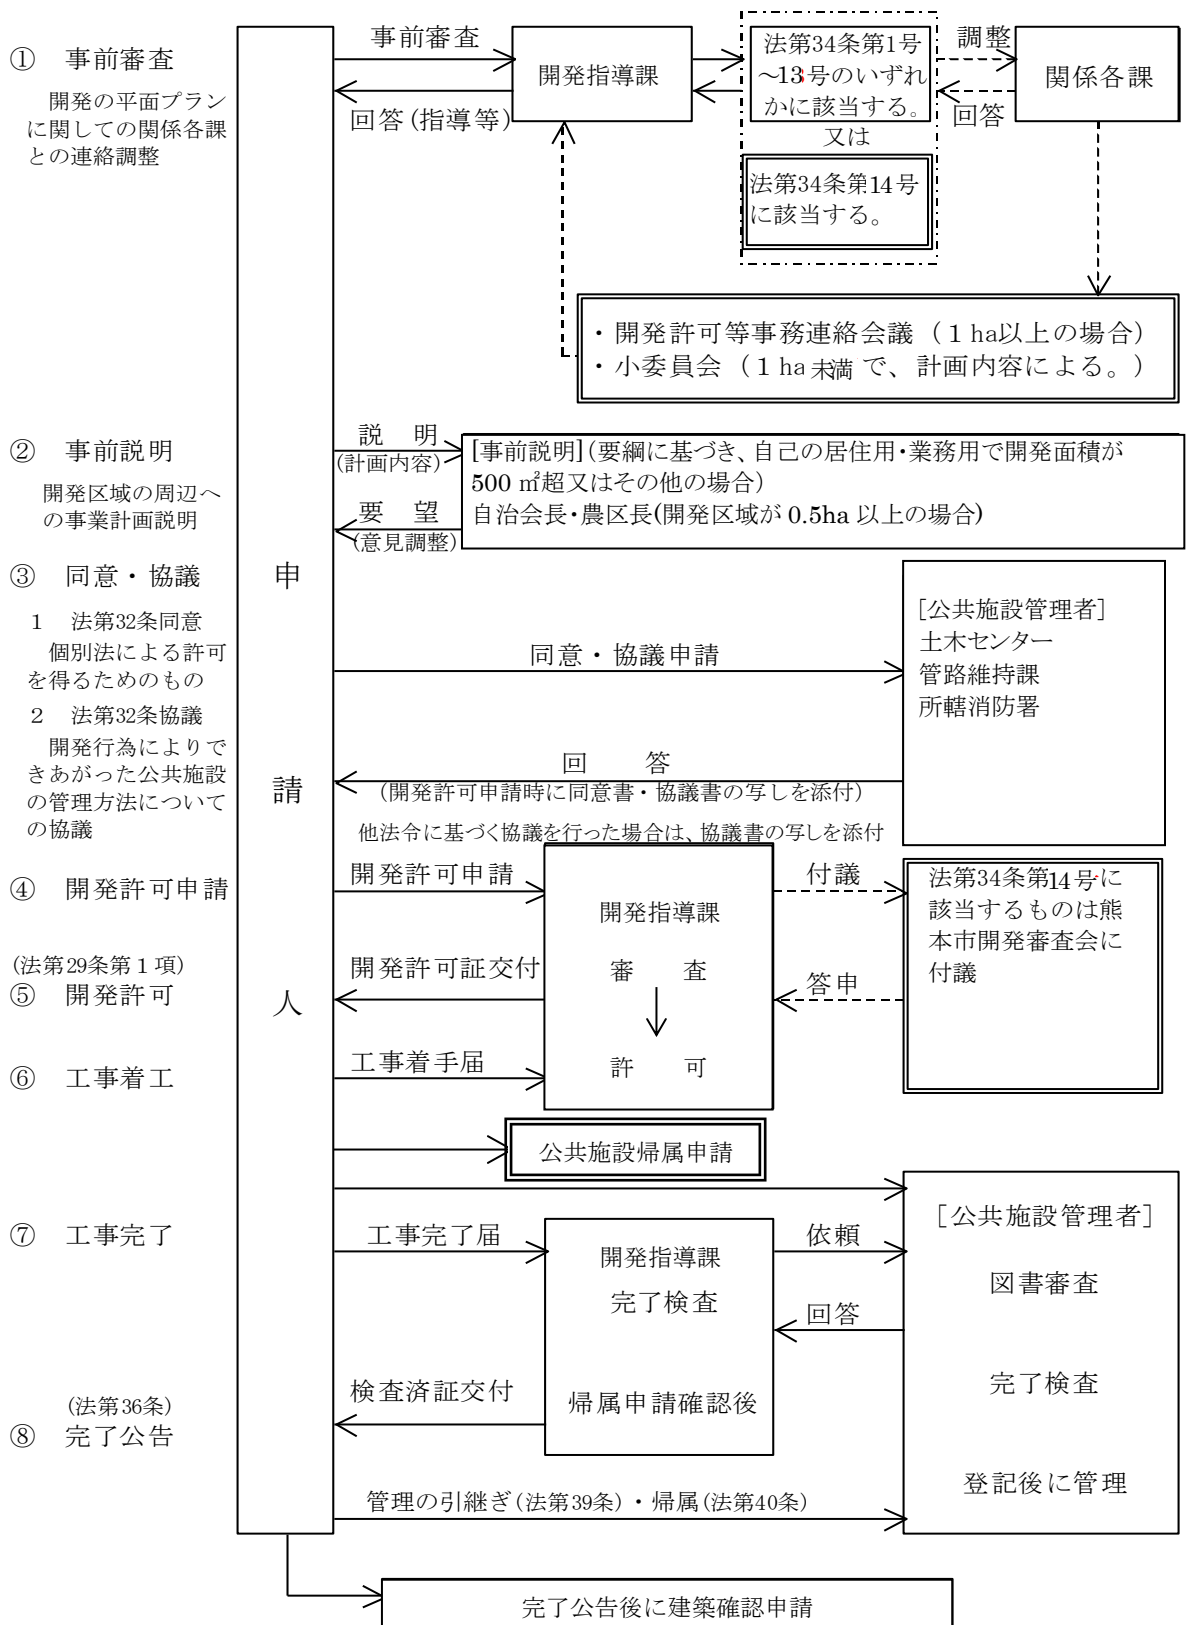 ① 事前審査
開発の平面プラン
に関しての関係各課
との連絡調整
事前審査
回答(指導等)
開発指導課
法第34条第1号
～13号のいずれ
かに該当する。
又は
法第34条第14号
に該当する。
調整
回答
関係各課
・開発許可等事務連絡会議（１ha以上の場合）
・小委員会（１ha未満で、計画内容による。）
② 事前説明
開発区域の周辺へ
の事業計画説明
説 明
(計画内容)
要 望
(意見調整)
[事前説明](要綱に基づき、自己の居住用・業務用で開発面積が
500 ㎡超又はその他の場合)
自治会長・農区長(開発区域が 0.5ha 以上の場合)
③ 同意・協議
1 法第32条同意
個別法による許可
を得るためのもの
2 法第32条協議
開発行為によりで
きあがった公共施設
の管理方法について
の協議
申
請
人
同意・協議申請
回 答
(開発許可申請時に同意書・協議書の写しを添付)
他法令に基づく協議を行った場合は、協議書の写しを添付
[公共施設管理者]
土木センター
管路維持課
所轄消防署
④ 開発許可申請
(法第29条第１項)
⑤ 開発許可
⑥ 工事着工
開発許可申請
開発許可証交付
工事着手届
開発指導課
審 査
許 可
付議
答申
法第34条第14号に
該当するものは熊
本市開発審査会に
付議
公共施設帰属申請
⑦ 工事完了
工事完了届
開発指導課
完了検査
帰属申請確認後
依頼
回答
[公共施設管理者]
図書審査
完了検査
登記後に管理
検査済証交付
(法第36条)
⑧ 完了公告
管理の引継ぎ(法第39条)・帰属(法第40条)
完了公告後に建築確認申請